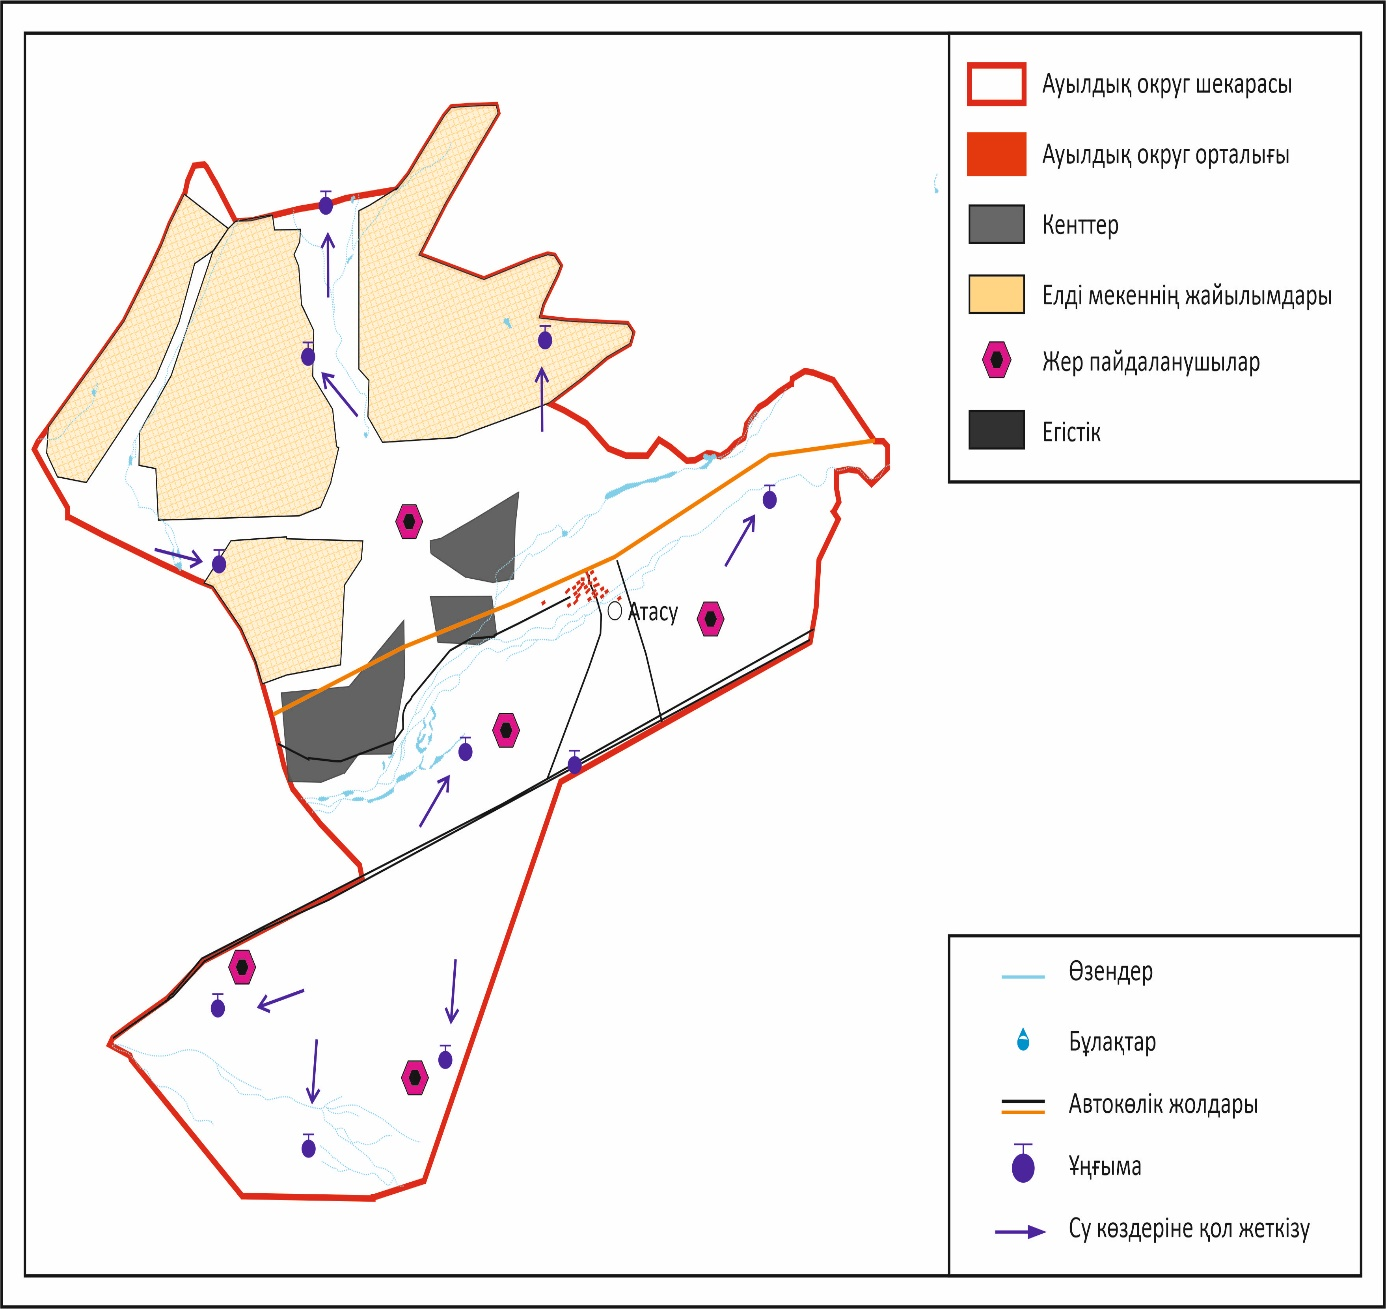 Ауылдық округ шекарасы
Ауылдық округ орталығы
Кенттер
Елді мекеннің жайылымдары
Жер пайдаланушылар
Егістік
Атасу
Өзендер
Бұлақтар
Автокөлік жолдары
Ұңғыма
Су көздеріне қол жеткізу